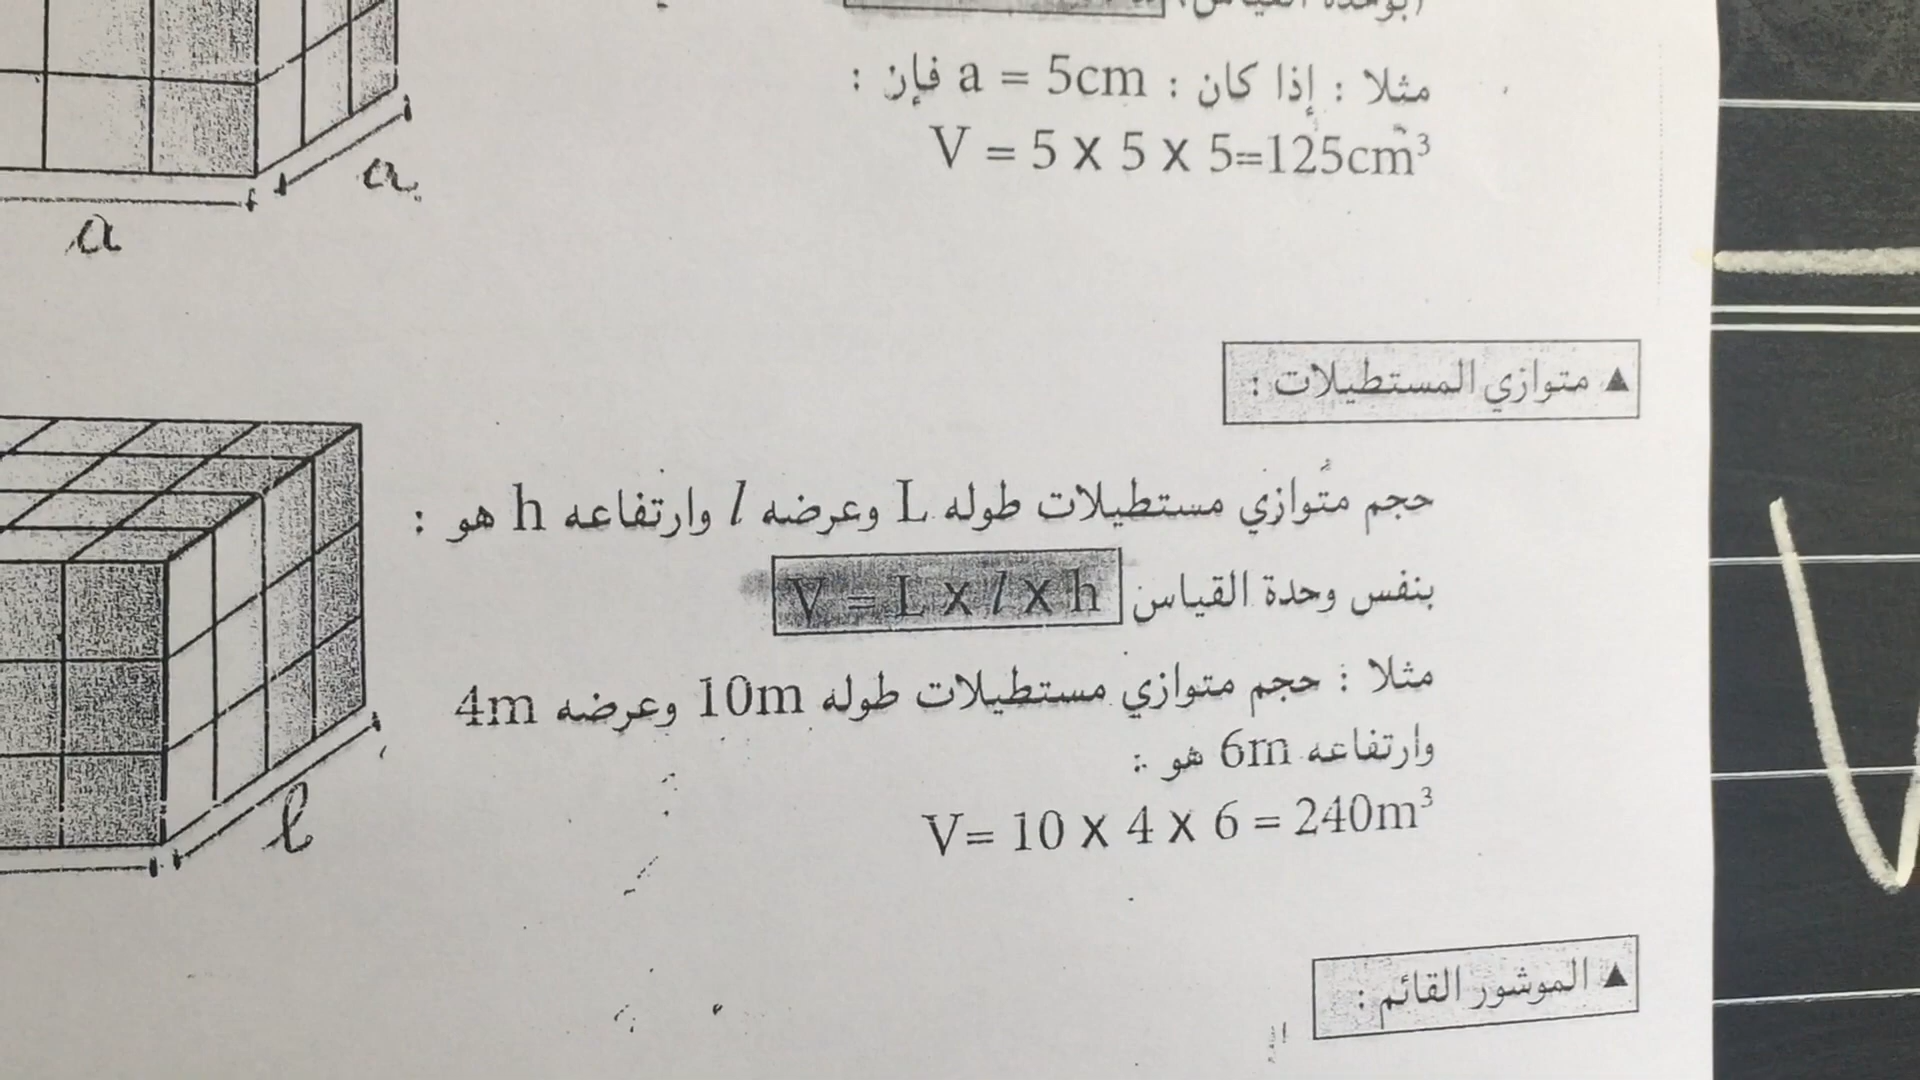 (بوحدة القياس)
مثلا : إذا كان : a = 5cm فإن :
V = 5 X 5 X 5=125cm³
a
a
▲ متوازي المستطيلات :
حجم متوازي مستطيلات طوله L وعرضه l وارتفاعه h هو :
بنفس وحدة القياس V = L X l X h
مثلا : حجم متوازي مستطيلات طوله 10m وعرضه 4m
وارتفاعه 6m هو :
V= 10 X 4 X 6 = 240m³
l
▲ الموشور القائم :